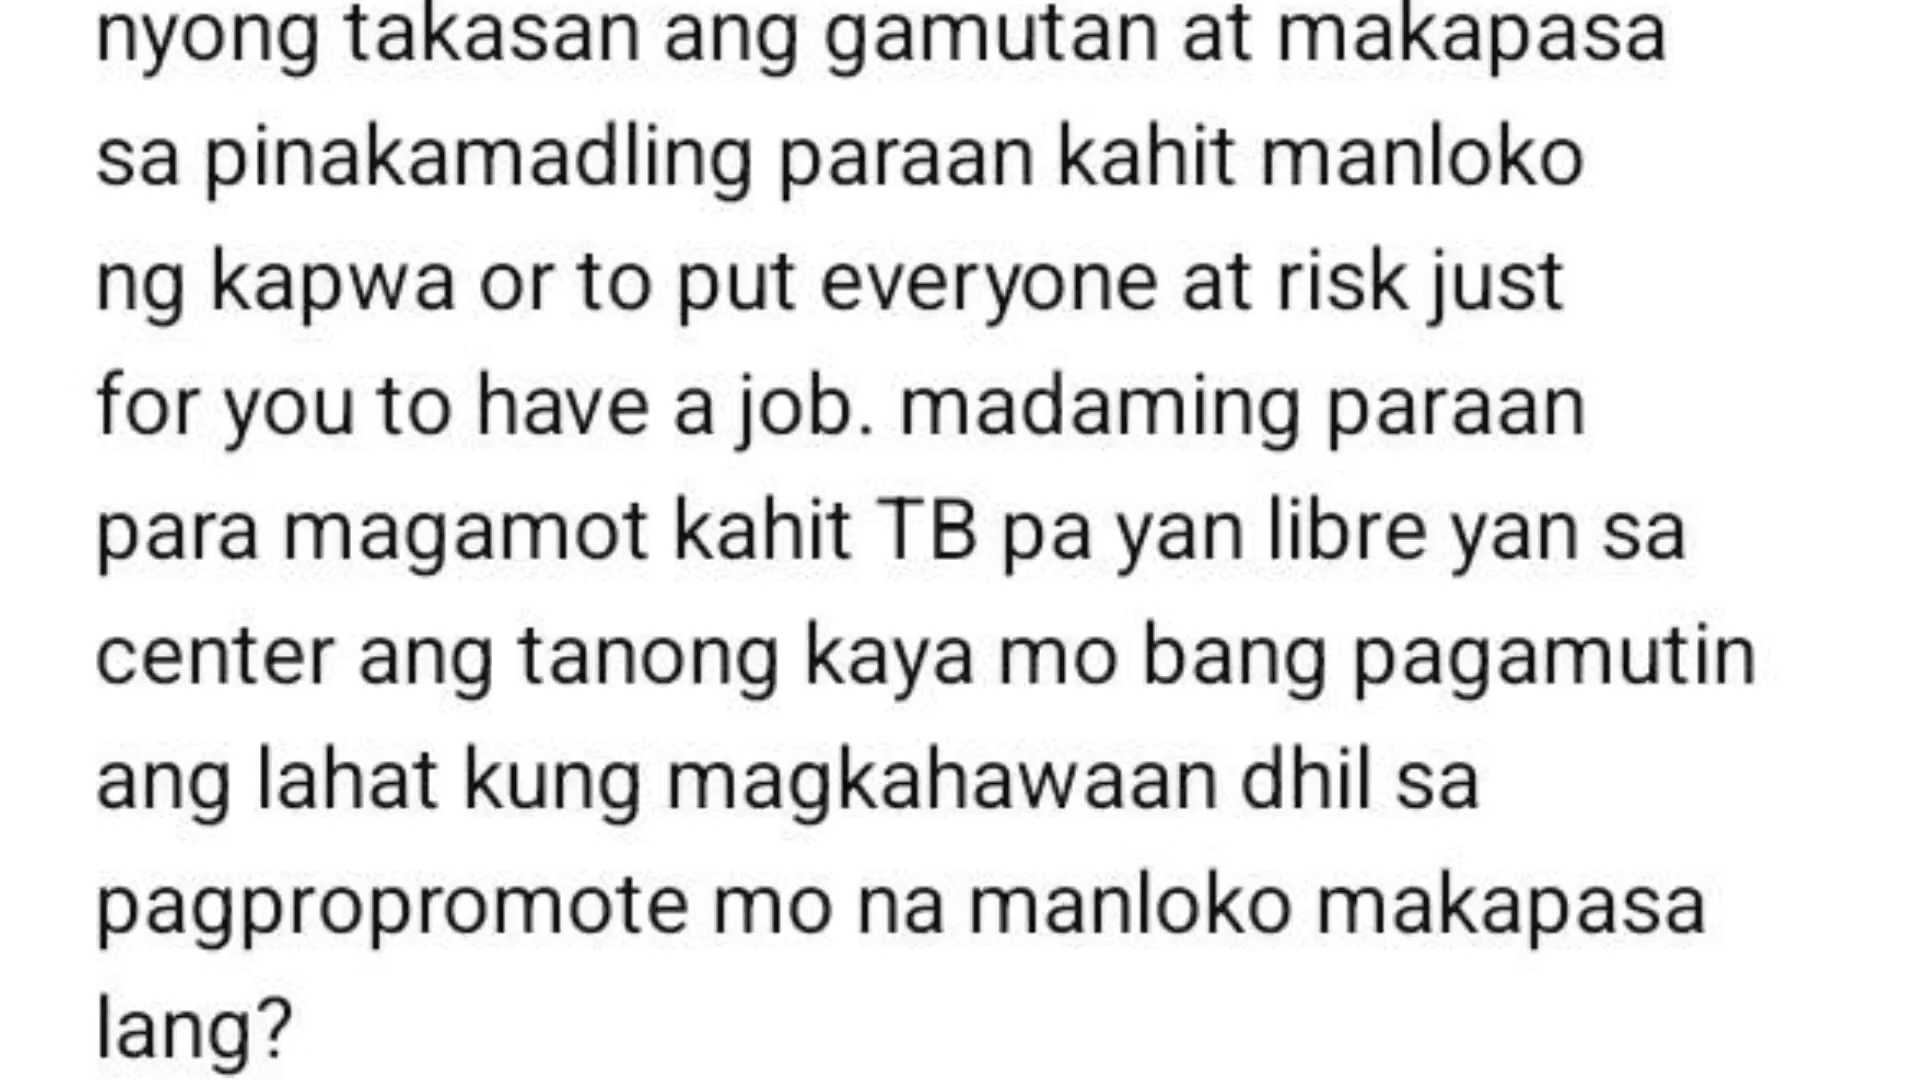 nyong takasan ang gamutan at makapasa
sa pinakamadling paraan kahit manloko
ng kapwa or to put everyone at risk just
for you to have a job. madaming paraan
para magamot kahit TB pa yan libre yan sa
center ang tanong kaya mo bang pagamutin
ang lahat kung magkahawaan dhil sa
pagpropromote mo na manloko makapasa
lang?